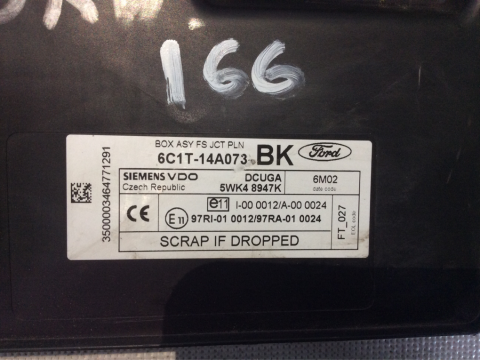 166
BOX ASY FS JCT PLN
6C1T-14A073 BK
Ford
SIEMENS VDO
Czech Republic
DCUGA
5WK4 8947K
6M02
date code
CE
e11 I-00 0012/A-00 0024
E11 97RI-01 0012/97RA-01 0024
FT_027
SCRAP IF DROPPED
3500003464771291